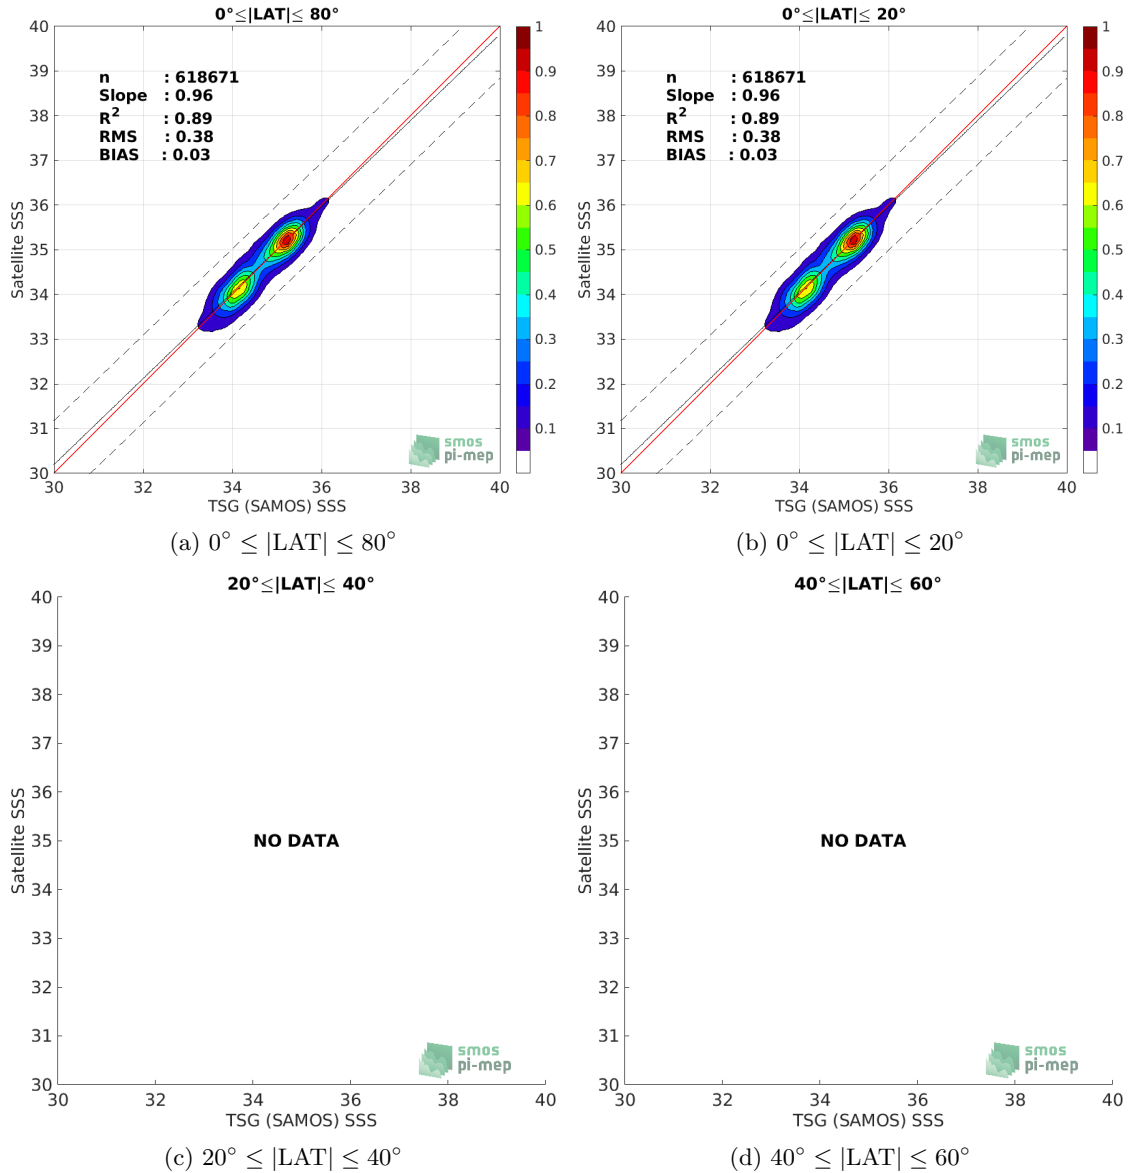 0°≤|LAT|≤ 80°
n : 618671
Slope : 0.96
R² : 0.89
RMS : 0.38
BIAS : 0.03
40
39
38
37
36
35
34
33
32
31
30
Satellite SSS
30 32 34 36 38 40
TSG (SAMOS) SSS
1
0.9
0.8
0.7
0.6
0.5
0.4
0.3
0.2
0.1
smos
pi-mep
(a) 0° ≤ |LAT| ≤ 80°
0°≤|LAT|≤ 20°
n : 618671
Slope : 0.96
R² : 0.89
RMS : 0.38
BIAS : 0.03
40
39
38
37
36
35
34
33
32
31
30
Satellite SSS
30 32 34 36 38 40
TSG (SAMOS) SSS
1
0.9
0.8
0.7
0.6
0.5
0.4
0.3
0.2
0.1
smos
pi-mep
(b) 0° ≤ |LAT| ≤ 20°
20°≤|LAT|≤ 40°
40
39
38
37
36
35
34
33
32
31
30
Satellite SSS
NO DATA
smos
pi-mep
30 32 34 36 38 40
TSG (SAMOS) SSS
(c) 20° ≤ |LAT| ≤ 40°
40°≤|LAT|≤ 60°
40
39
38
37
36
35
34
33
32
31
30
Satellite SSS
NO DATA
smos
pi-mep
30 32 34 36 38 40
TSG (SAMOS) SSS
(d) 40° ≤ |LAT| ≤ 60°